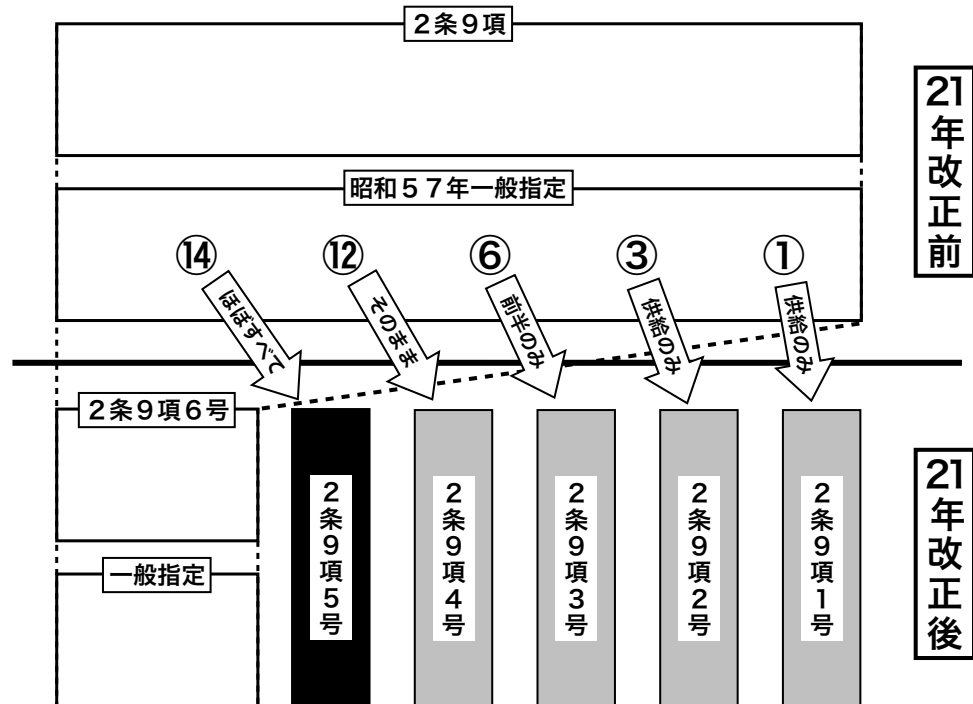 ２条９項
21年改正前
昭和５７年一般指定
⑭
⑫
⑥
③
①
ほぼすべて
そのまま
前半のみ
供給のみ
供給のみ
２条９項６号
一般指定
２条９項５号
２条９項４号
２条９項３号
２条９項２号
２条９項１号
21年改正後